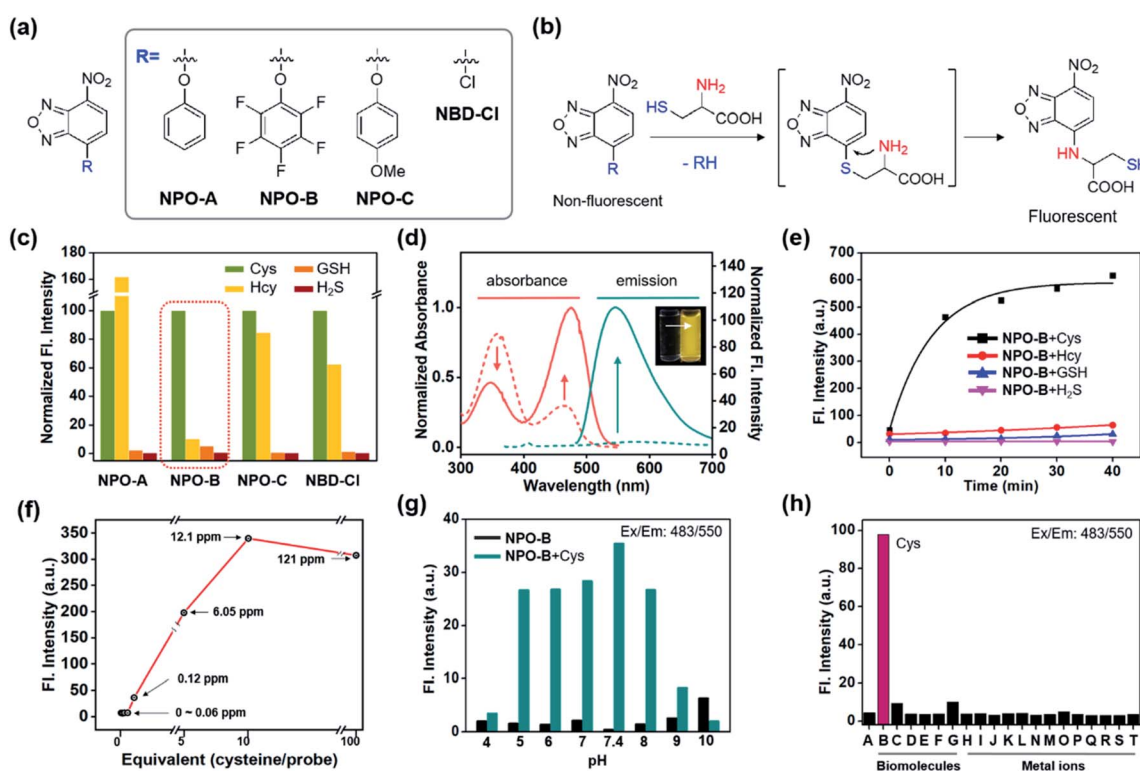 (a)
R=
NO₂
N
O
N
R
O
NPO-A
O
F
F
F
F
F
NPO-B
O
OMe
NPO-C
Cl
NBD-Cl
(b)
NO₂
N
O
N
R
Non-fluorescent
NH₂
HS
COOH
- RH
NO₂
N
O
N
NH₂
S
COOH
NO₂
N
O
N
HN
SH
COOH
Fluorescent
(c)
Normalized Fl. Intensity
180
160
140
120
100
80
60
40
20
0
Cys
GSH
Hcy
H₂S
NPO-A
NPO-B
NPO-C
NBD-Cl
(d)
absorbance
emission
Normalized Absorbance
1.0
0.5
0.0
Normalized Fl. Intensity
140
120
100
80
60
40
20
0
300 400 500 600 700
Wavelength (nm)
(e)
Fl. Intensity (a.u.)
700
600
500
400
300
200
100
0
NPO-B+Cys
NPO-B+Hcy
NPO-B+GSH
NPO-B+H₂S
0 10 20 30 40
Time (min)
(f)
Fl. Intensity (a.u.)
350
300
250
200
150
100
50
0
12.1 ppm
121 ppm
6.05 ppm
0.12 ppm
0 ~ 0.06 ppm
0 5 10 100
Equivalent (cysteine/probe)
(g)
Fl. Intensity (a.u.)
40
30
20
10
0
NPO-B
NPO-B+Cys
Ex/Em: 483/550
4 5 6 7 7.4 8 9 10
pH
(h)
Fl. Intensity (a.u.)
100
80
60
40
20
0
Cys
Ex/Em: 483/550
A B C D E F G H I J K L N M O P Q R S T
Biomolecules
Metal ions